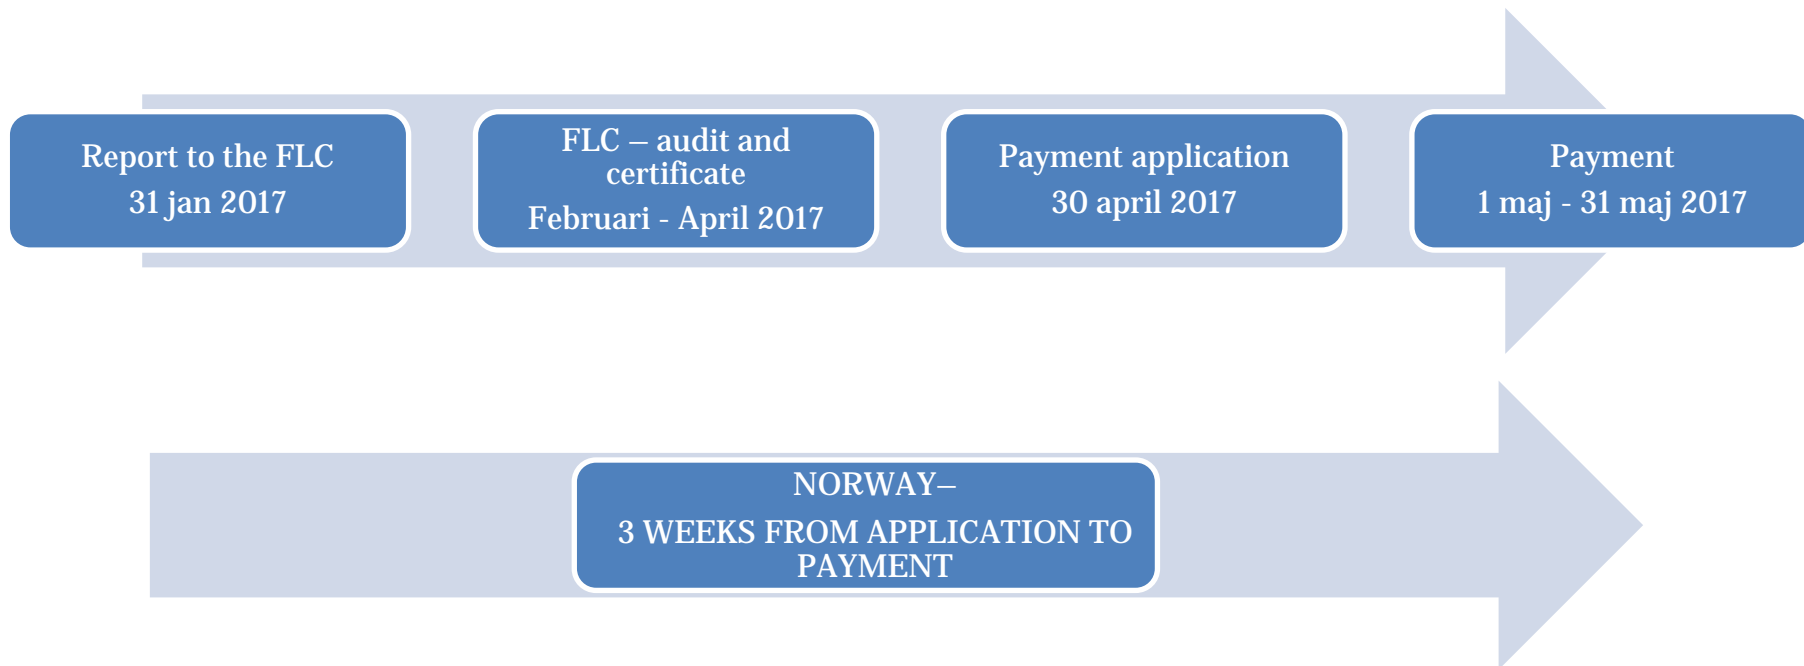 Report to the FLC
31 jan 2017
FLC – audit and
certificate
Februari - April 2017
Payment application
30 april 2017
Payment
1 maj - 31 maj 2017
NORWAY–
3 WEEKS FROM APPLICATION TO
PAYMENT